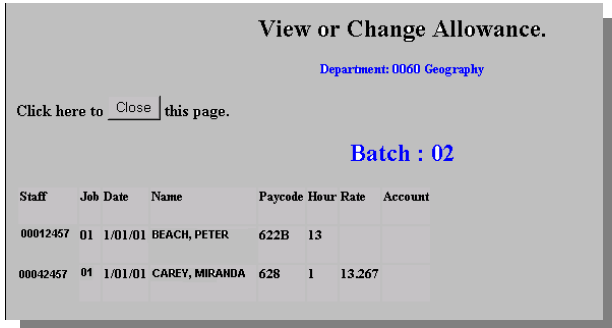 View or Change Allowance.
Department: 0060 Geography
Click here to Close this page.
Batch : 02
Staff Job Date Name Paycode Hour Rate Account
00012457 01 1/01/01 BEACH, PETER 622B 13
00042457 01 1/01/01 CAREY, MIRANDA 628 1 13.267